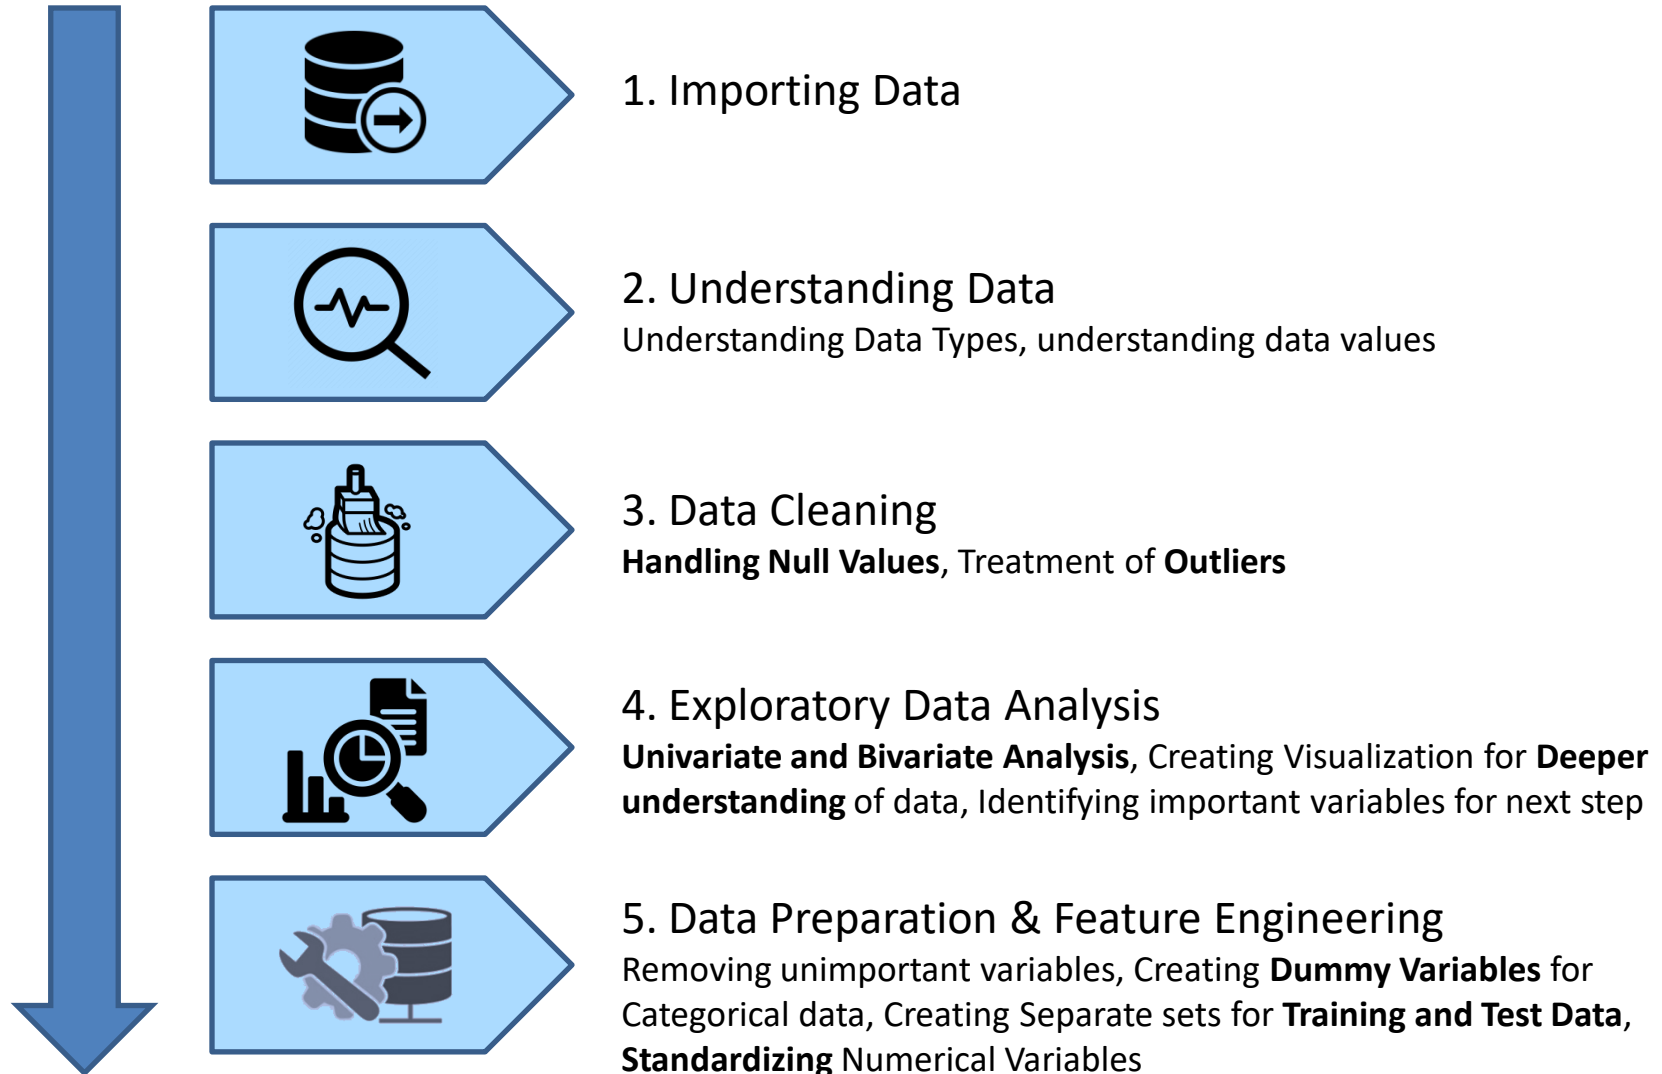 1. Importing Data
2. Understanding Data
Understanding Data Types, understanding data values
3. Data Cleaning
Handling Null Values, Treatment of Outliers
4. Exploratory Data Analysis
Univariate and Bivariate Analysis, Creating Visualization for Deeper
understanding of data, Identifying important variables for next step
5. Data Preparation & Feature Engineering
Removing unimportant variables, Creating Dummy Variables for
Categorical data, Creating Separate sets for Training and Test Data,
Standardizing Numerical Variables